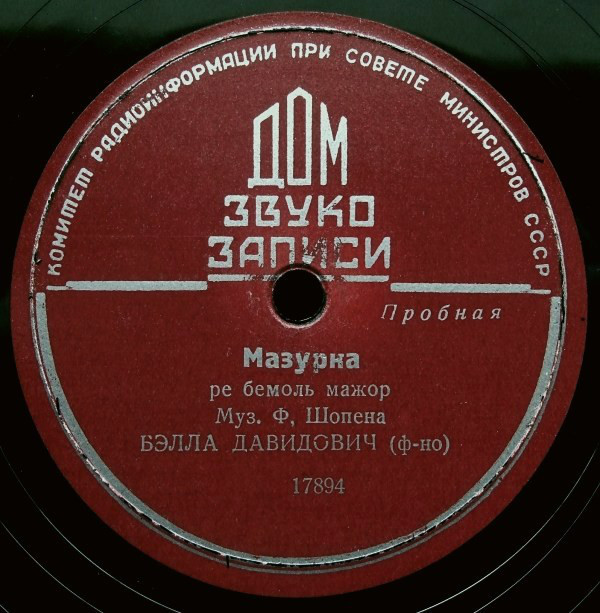 КОМИТЕТ РАДИОИНФОРМАЦИИ ПРИ СОВЕТЕ МИНИСТРОВ СССР
ДОМ
ЗВУКО
ЗАПИСИ
Пробная
Мазурка
ре бемоль мажор
Муз. Ф, Шопена
БЭЛЛА ДАВИДОВИЧ (ф-но)
17894